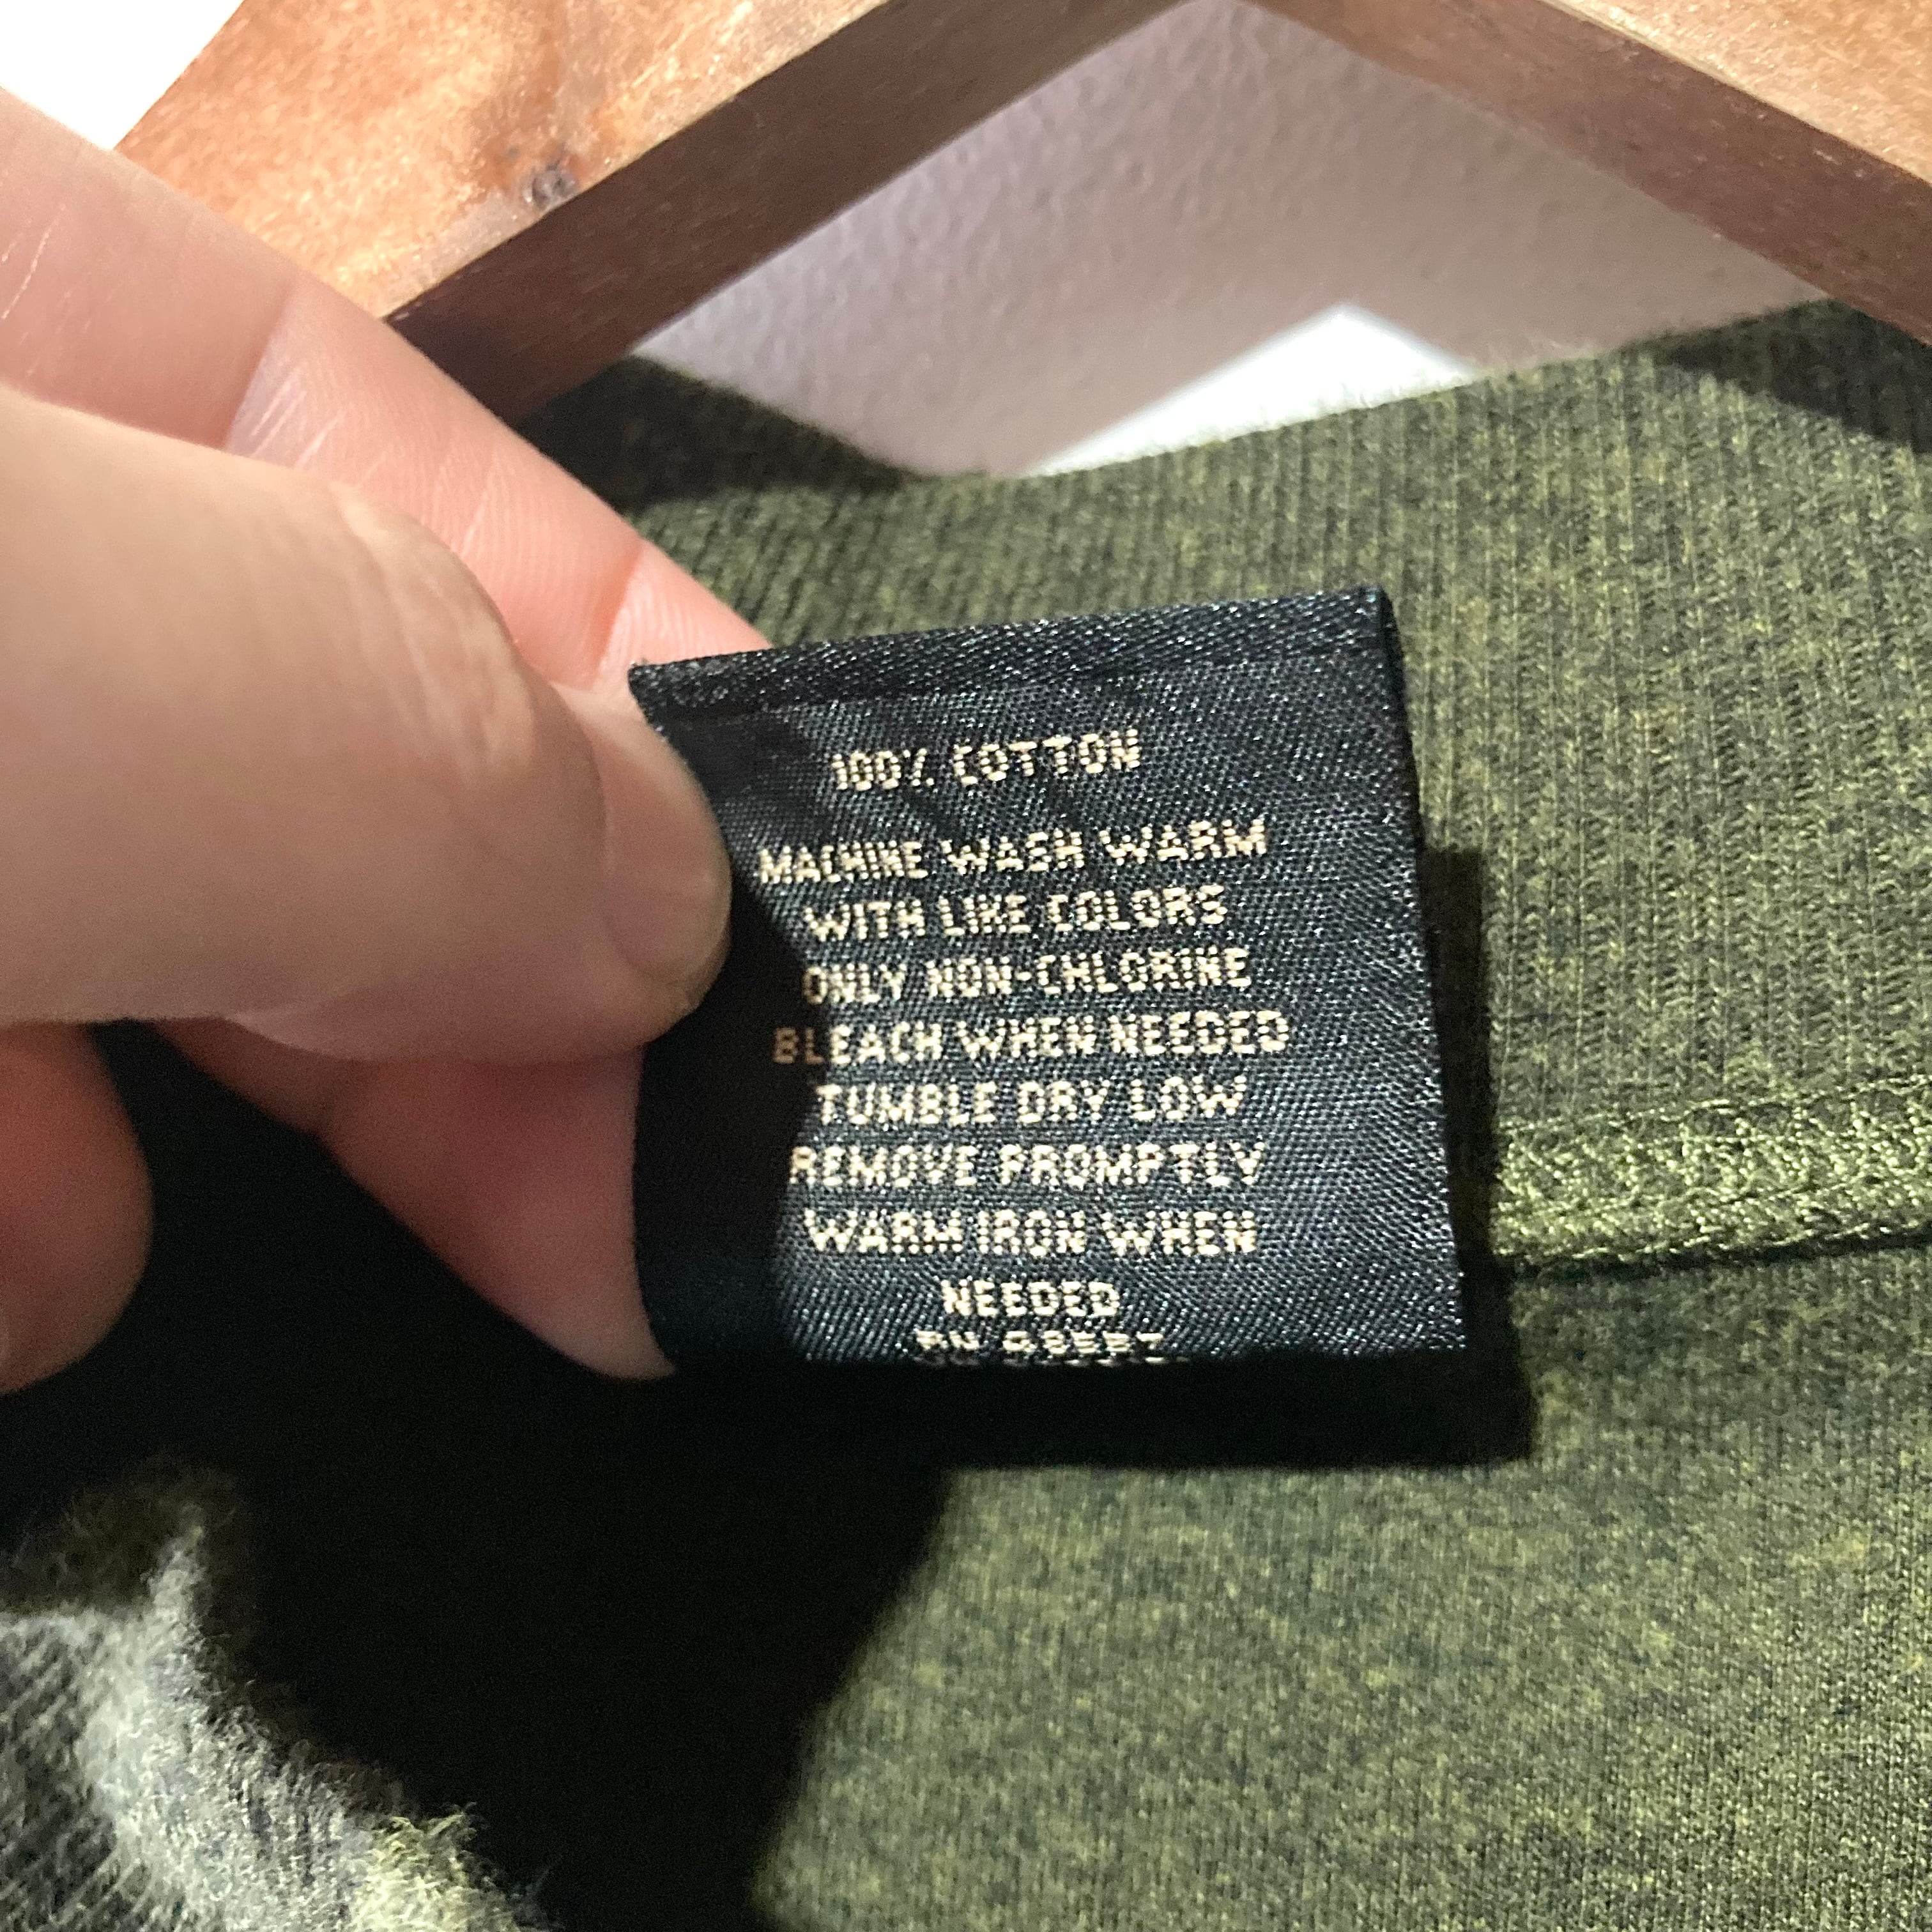 100% COTTON
MACHINE WASH WARM
WITH LIKE COLORS
ONLY NON-CHLORINE
BLEACH WHEN NEEDED
TUMBLE DRY LOW
REMOVE PROMPTLY
WARM IRON WHEN
NEEDED